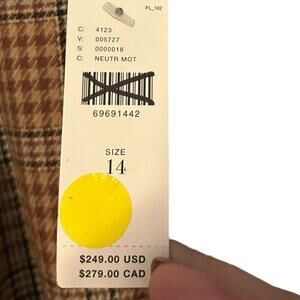 FL_102
C: 4123
V: 005727
S: 0000018
C: NEUTR MOT
69691442
SIZE
14
$249.00 USD
$279.00 CAD